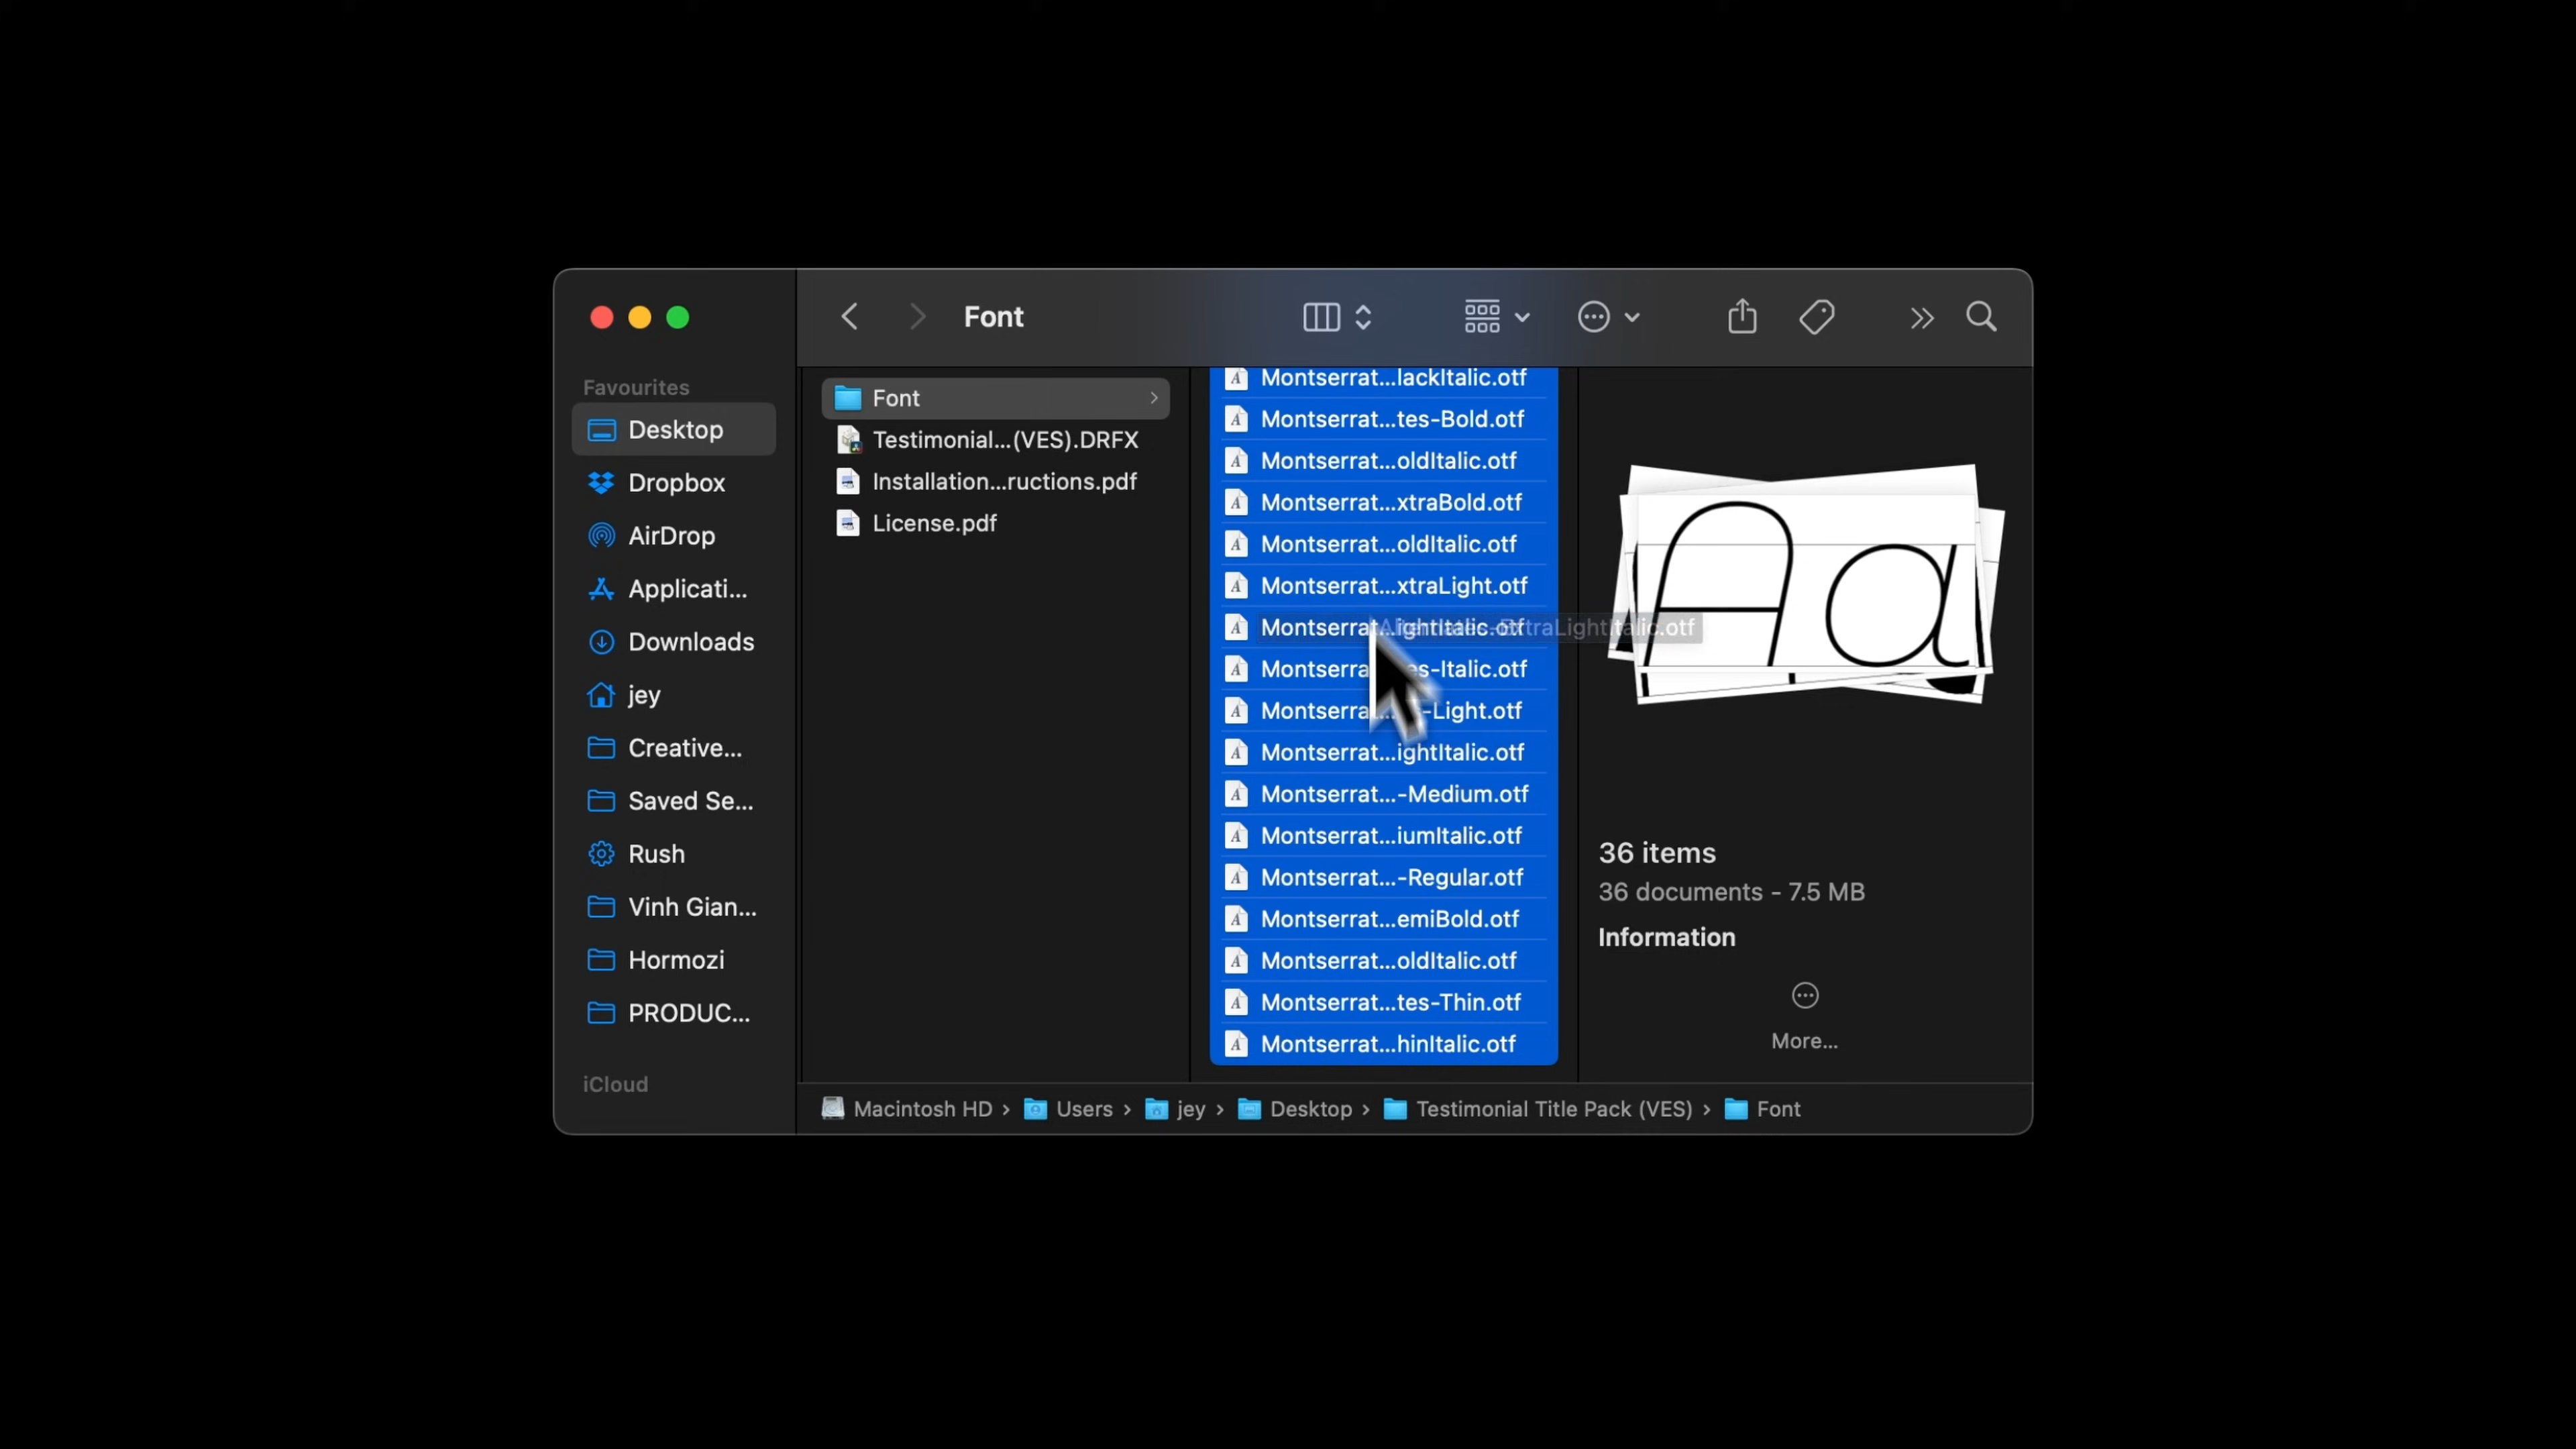 Font
Favourites
Desktop
Dropbox
AirDrop
Applicati...
Downloads
jey
Creative...
Saved Se...
Rush
Vinh Gian...
Hormozi
PRODUC...
iCloud
Font
Testimonial...(VES).DRFX
Installation...ructions.pdf
License.pdf
Montserrat...lackItalic.otf
Montserrat...tes-Bold.otf
Montserrat...oldItalic.otf
Montserrat...xtraBold.otf
Montserrat...oldItalic.otf
Montserrat...xtraLight.otf
Montserrat...ightItalic.otf
Montserra es-Italic.otf
Montserra -Light.otf
Montserrat...ightItalic.otf
Montserrat...-Medium.otf
Montserrat...iumItalic.otf
Montserrat...-Regular.otf
Montserrat...emiBold.otf
Montserrat...oldItalic.otf
Montserrat...tes-Thin.otf
Montserrat...hinItalic.otf
Aa
36 items
36 documents - 7.5 MB
Information
More...
Macintosh HD › Users › jey › Desktop › Testimonial Title Pack (VES) › Font